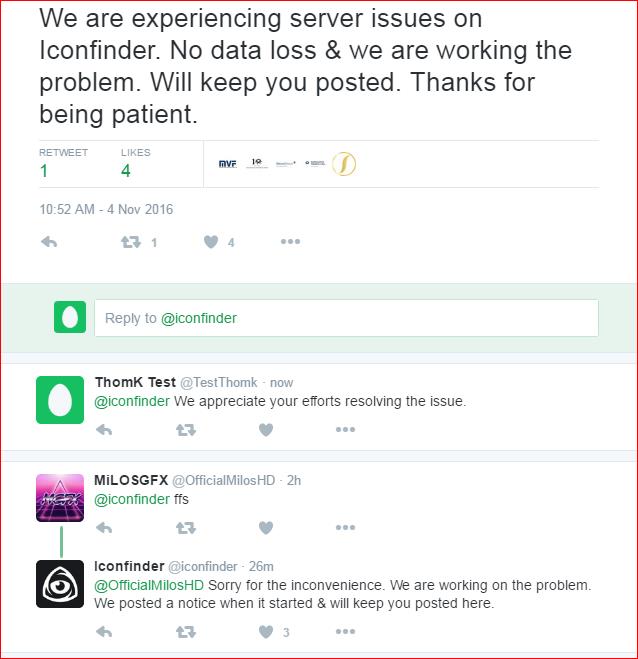 We are experiencing server issues on
Iconfinder. No data loss & we are working the
problem. Will keep you posted. Thanks for
being patient.
RETWEET LIKES
1 4
MVF
10:52 AM - 4 Nov 2016
1 4
Reply to @iconfinder
ThomK Test @TestThomk · now
@iconfinder We appreciate your efforts resolving the issue.
MiLOSGFX @OfficialMilosHD · 2h
@iconfinder ffs
MGFX
Iconfinder @iconfinder · 26m
@OfficialMilosHD Sorry for the inconvenience. We are working on the problem.
We posted a notice when it started & will keep you posted here.
3